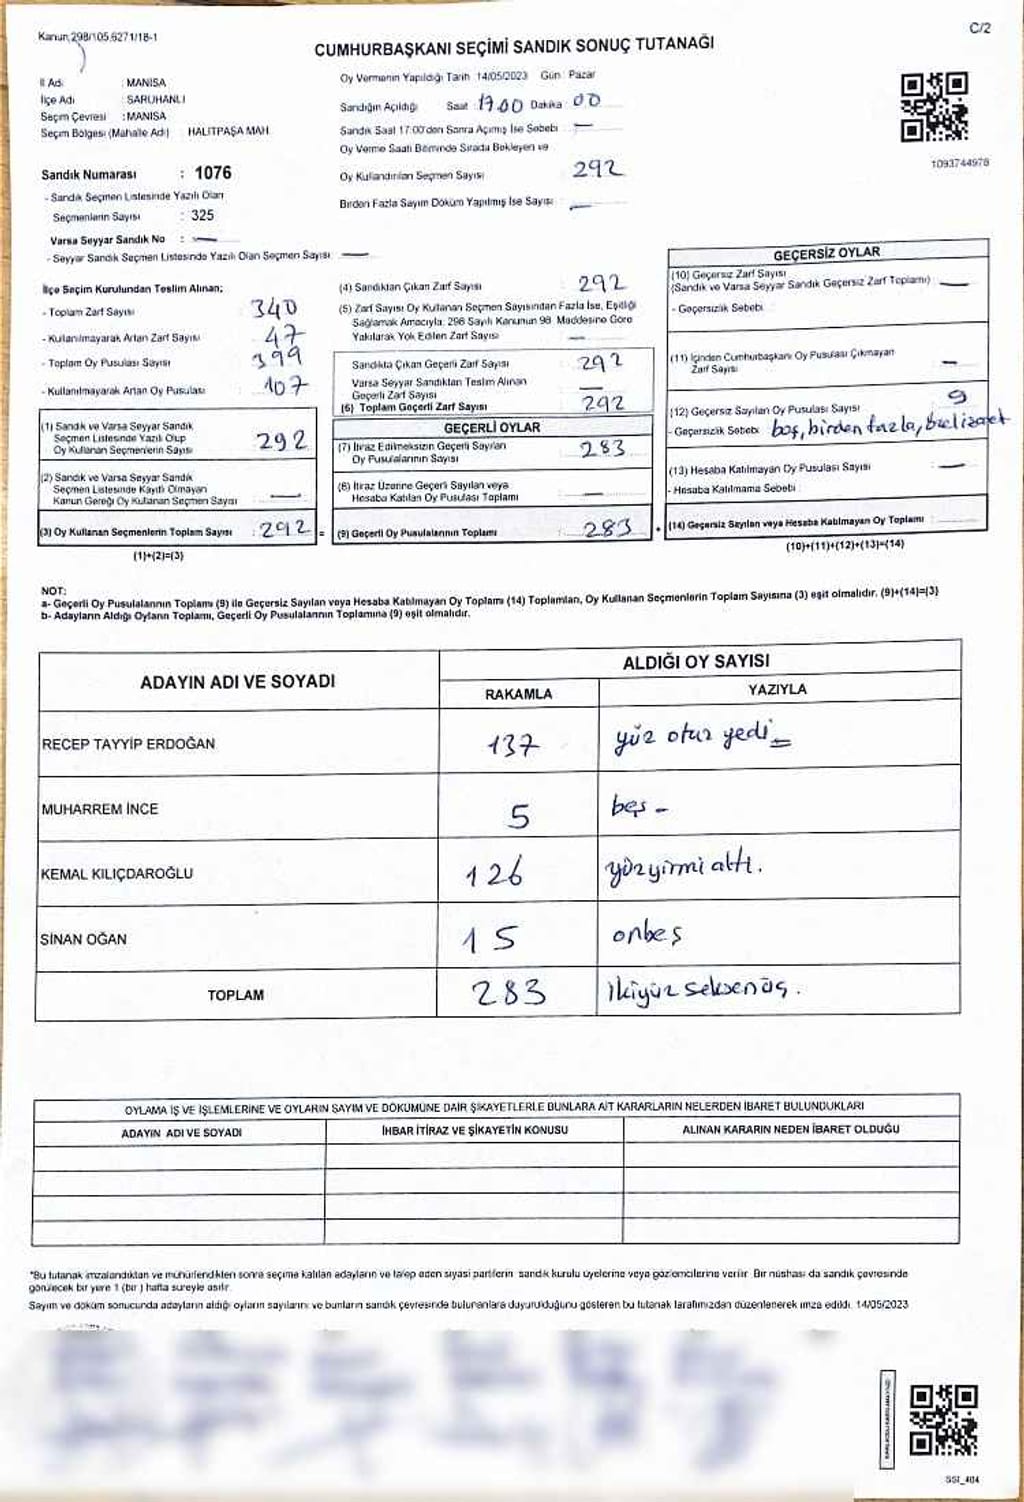 Kanun 298/105,6271/18-1
C/2
CUMHURBAŞKANI SEÇİMİ SANDIK SONUÇ TUTANAĞI
İl Adı : MANİSA
İlçe Adı : SARUHANLI
Seçim Çevresi : MANİSA
Seçim Bölgesi (Mahalle Adı) : HALİTPAŞA MAH.
Oy Vermenin Yapıldığı Tarih 14/05/2023 Gün: Pazar
Sandığın Açıldığı Saat: 17.00 Dakika: 00
Sandık Saat 17:00'den Sonra Açılmış İse Sebebi : —
Oy Verme Saati Bitiminde Sırada Bekleyen ve
Oy Kullandırılan Seçmen Sayısı : 292
Birden Fazla Sayım Döküm Yapılmış İse Sayısı : —
1093744978
Sandık Numarası : 1076
- Sandık Seçmen Listesinde Yazılı Olan
Seçmenlerin Sayısı : 325
Varsa Seyyar Sandık No : —
- Seyyar Sandık Seçmen Listesinde Yazılı Olan Seçmen Sayısı: —
İlçe Seçim Kurulundan Teslim Alınan;
- Toplam Zarf Sayısı : 340
- Kullanılmayarak Artan Zarf Sayısı : 47
- Toplam Oy Pusulası Sayısı : 399
- Kullanılmayarak Artan Oy Pusulası : 107
(1) Sandık ve Varsa Seyyar Sandık
Seçmen Listesinde Yazılı Olup
Oy Kullanan Seçmenlerin Sayısı : 292
(2) Sandık ve Varsa Seyyar Sandık
Seçmen Listesinde Kayıtlı Olmayan
Kanun Gereği Oy Kullanan Seçmen Sayısı : —
(3) Oy Kullanan Seçmenlerin Toplam Sayısı : 292 =
(1)+(2)=(3)
(4) Sandıktan Çıkan Zarf Sayısı : 292
(5) Zarf Sayısı Oy Kullanan Seçmen Sayısından Fazla İse, Eşitliği
Sağlamak Amacıyla; 298 Sayılı Kanunun 98. Maddesine Göre
Yakılarak Yok Edilen Zarf Sayısı : —
Sandıkta Çıkan Geçerli Zarf Sayısı : 292
Varsa Seyyar Sandıktan Teslim Alınan
Geçerli Zarf Sayısı : —
(6) Toplam Geçerli Zarf Sayısı : 292
GEÇERLİ OYLAR
(7) İtiraz Edilmeksizin Geçerli Sayılan
Oy Pusulalarının Sayısı : 283
(8) İtiraz Üzerine Geçerli Sayılan veya
Hesaba Katılan Oy Pusulası Toplamı : —
(9) Geçerli Oy Pusulalarının Toplamı : 283 +
GEÇERSİZ OYLAR
(10) Geçersiz Zarf Sayısı
(Sandık ve Varsa Seyyar Sandık Geçersiz Zarf Toplamı) : —
- Geçersizlik Sebebi :
(11) İçinden Cumhurbaşkanı Oy Pusulası Çıkmayan
Zarf Sayısı : —
(12) Geçersiz Sayılan Oy Pusulası Sayısı : 9
- Geçersizlik Sebebi : boş, birden fazla,
(13) Hesaba Katılmayan Oy Pusulası Sayısı : —
- Hesaba Katılmama Sebebi :
(14) Geçersiz Sayılan veya Hesaba Katılmayan Oy Toplamı :
(10)+(11)+(12)+(13)=(14)
NOT:
a- Geçerli Oy Pusulalarının Toplamı (9) ile Geçersiz Sayılan veya Hesaba Katılmayan Oy Toplamı (14) Toplamları, Oy Kullanan Seçmenlerin Toplam Sayısına (3) eşit olmalıdır. (9)+(14)=(3)
b- Adayların Aldığı Oyların Toplamı, Geçerli Oy Pusulalarının Toplamına (9) eşit olmalıdır.
ADAYIN ADI VE SOYADI
ALDIĞI OY SAYISI
RAKAMLA YAZIYLA
RECEP TAYYİP ERDOĞAN 137 yüz otuz yedi
MUHARREM İNCE 5 beş -
KEMAL KILIÇDAROĞLU 126 yüzyirmi altı.
SİNAN OĞAN 15 onbeş
TOPLAM 283 ikiyüz seksenüç.
OYLAMA İŞ VE İŞLEMLERİNE VE OYLARIN SAYIM VE DÖKÜMÜNE DAİR ŞİKAYETLERLE BUNLARA AİT KARARLARIN NELERDEN İBARET BULUNDUKLARI
ADAYIN ADI VE SOYADI İHBAR İTİRAZ VE ŞİKAYETİN KONUSU ALINAN KARARIN NEDEN İBARET OLDUĞU
*Bu tutanak imzalandıktan ve mühürlendikten sonra seçime katılan adayların ve talep eden siyasi partilerin sandık kurulu üyelerine veya gözlemcilerine verilir. Bir nüshası da sandık çevresinde
görülecek bir yere 1 (bir) hafta süreyle asılır.
Sayım ve döküm sonucunda adayların aldığı oyların sayılarını ve bunların sandık çevresinde bulunanlara duyurulduğunu gösteren bu tutanak tarafımızdan düzenlenerek imza edildi. 14/05/2023
SSI_404